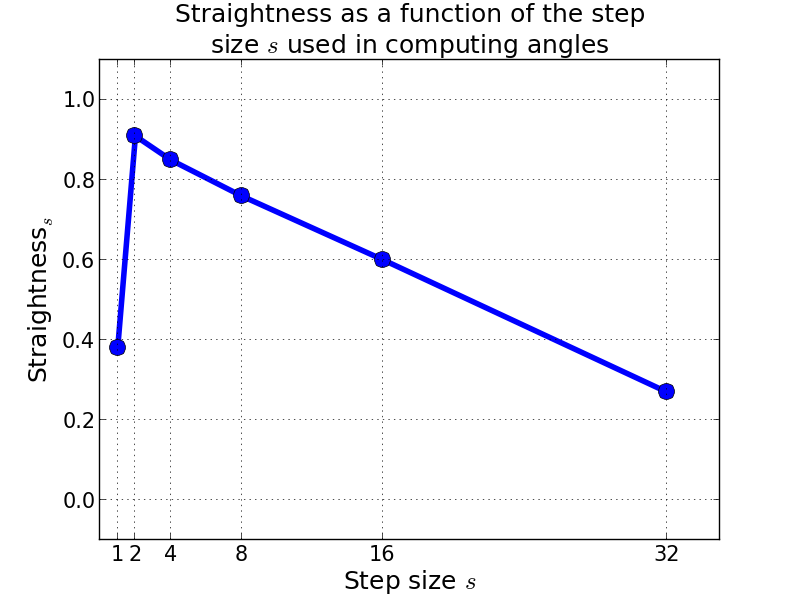 Straightness as a function of the step
size s used in computing angles
1.0
0.8
0.6
0.4
0.2
0.0
Straightnessₛ
1 2 4 8 16 32
Step size s